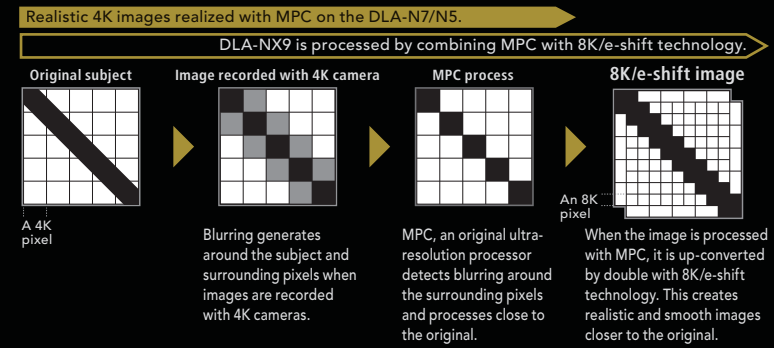 Realistic 4K images realized with MPC on the DLA-N7/N5.
DLA-NX9 is processed by combining MPC with 8K/e-shift technology.
Original subject
Image recorded with 4K camera
MPC process
8K/e-shift image
A 4K
pixel
An 8K
pixel
Blurring generates
around the subject and
surrounding pixels when
images are recorded
with 4K cameras.
MPC, an original ultra-
resolution processor
detects blurring around
the surrounding pixels
and processes close to
the original.
When the image is processed
with MPC, it is up-converted
by double with 8K/e-shift
technology. This creates
realistic and smooth images
closer to the original.